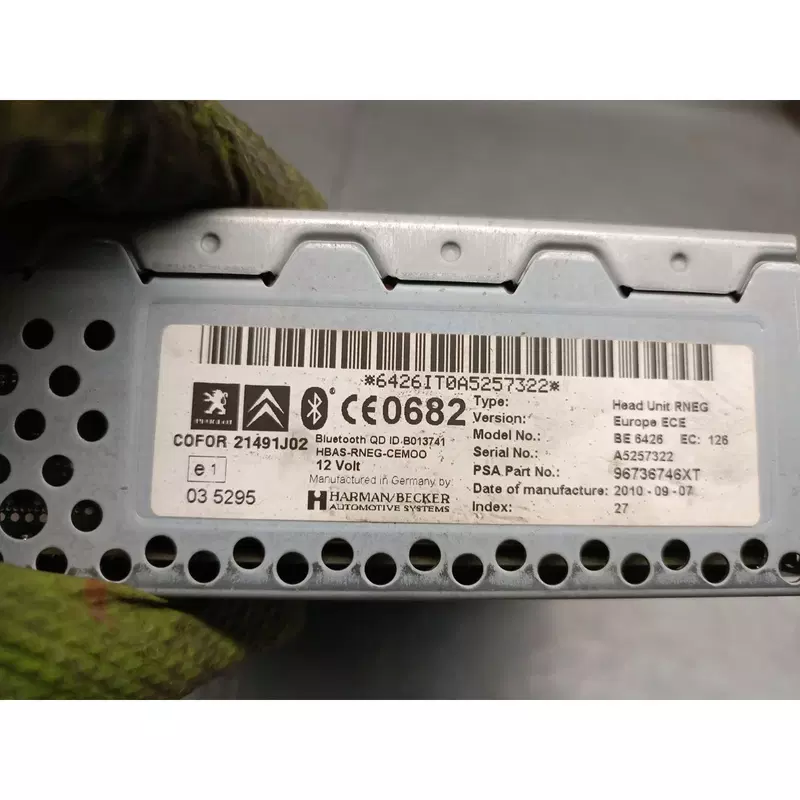 *6426IT0A5257322*
CE0682
COFOR 21491J02
Bluetooth QD ID B013741
HBAS-RNEG-CEMOO
12 Volt
e1
Manufactured in Germany by
03 5295
HARMAN/BECKER
AUTOMOTIVE SYSTEMS
Type: Head Unit RNEG
Version: Europe ECE
Model No.: BE 6426 EC: 126
Serial No.: A5257322
PSA Part No.: 96736746XT
Date of manufacture: 2010-09-07
Index: 27